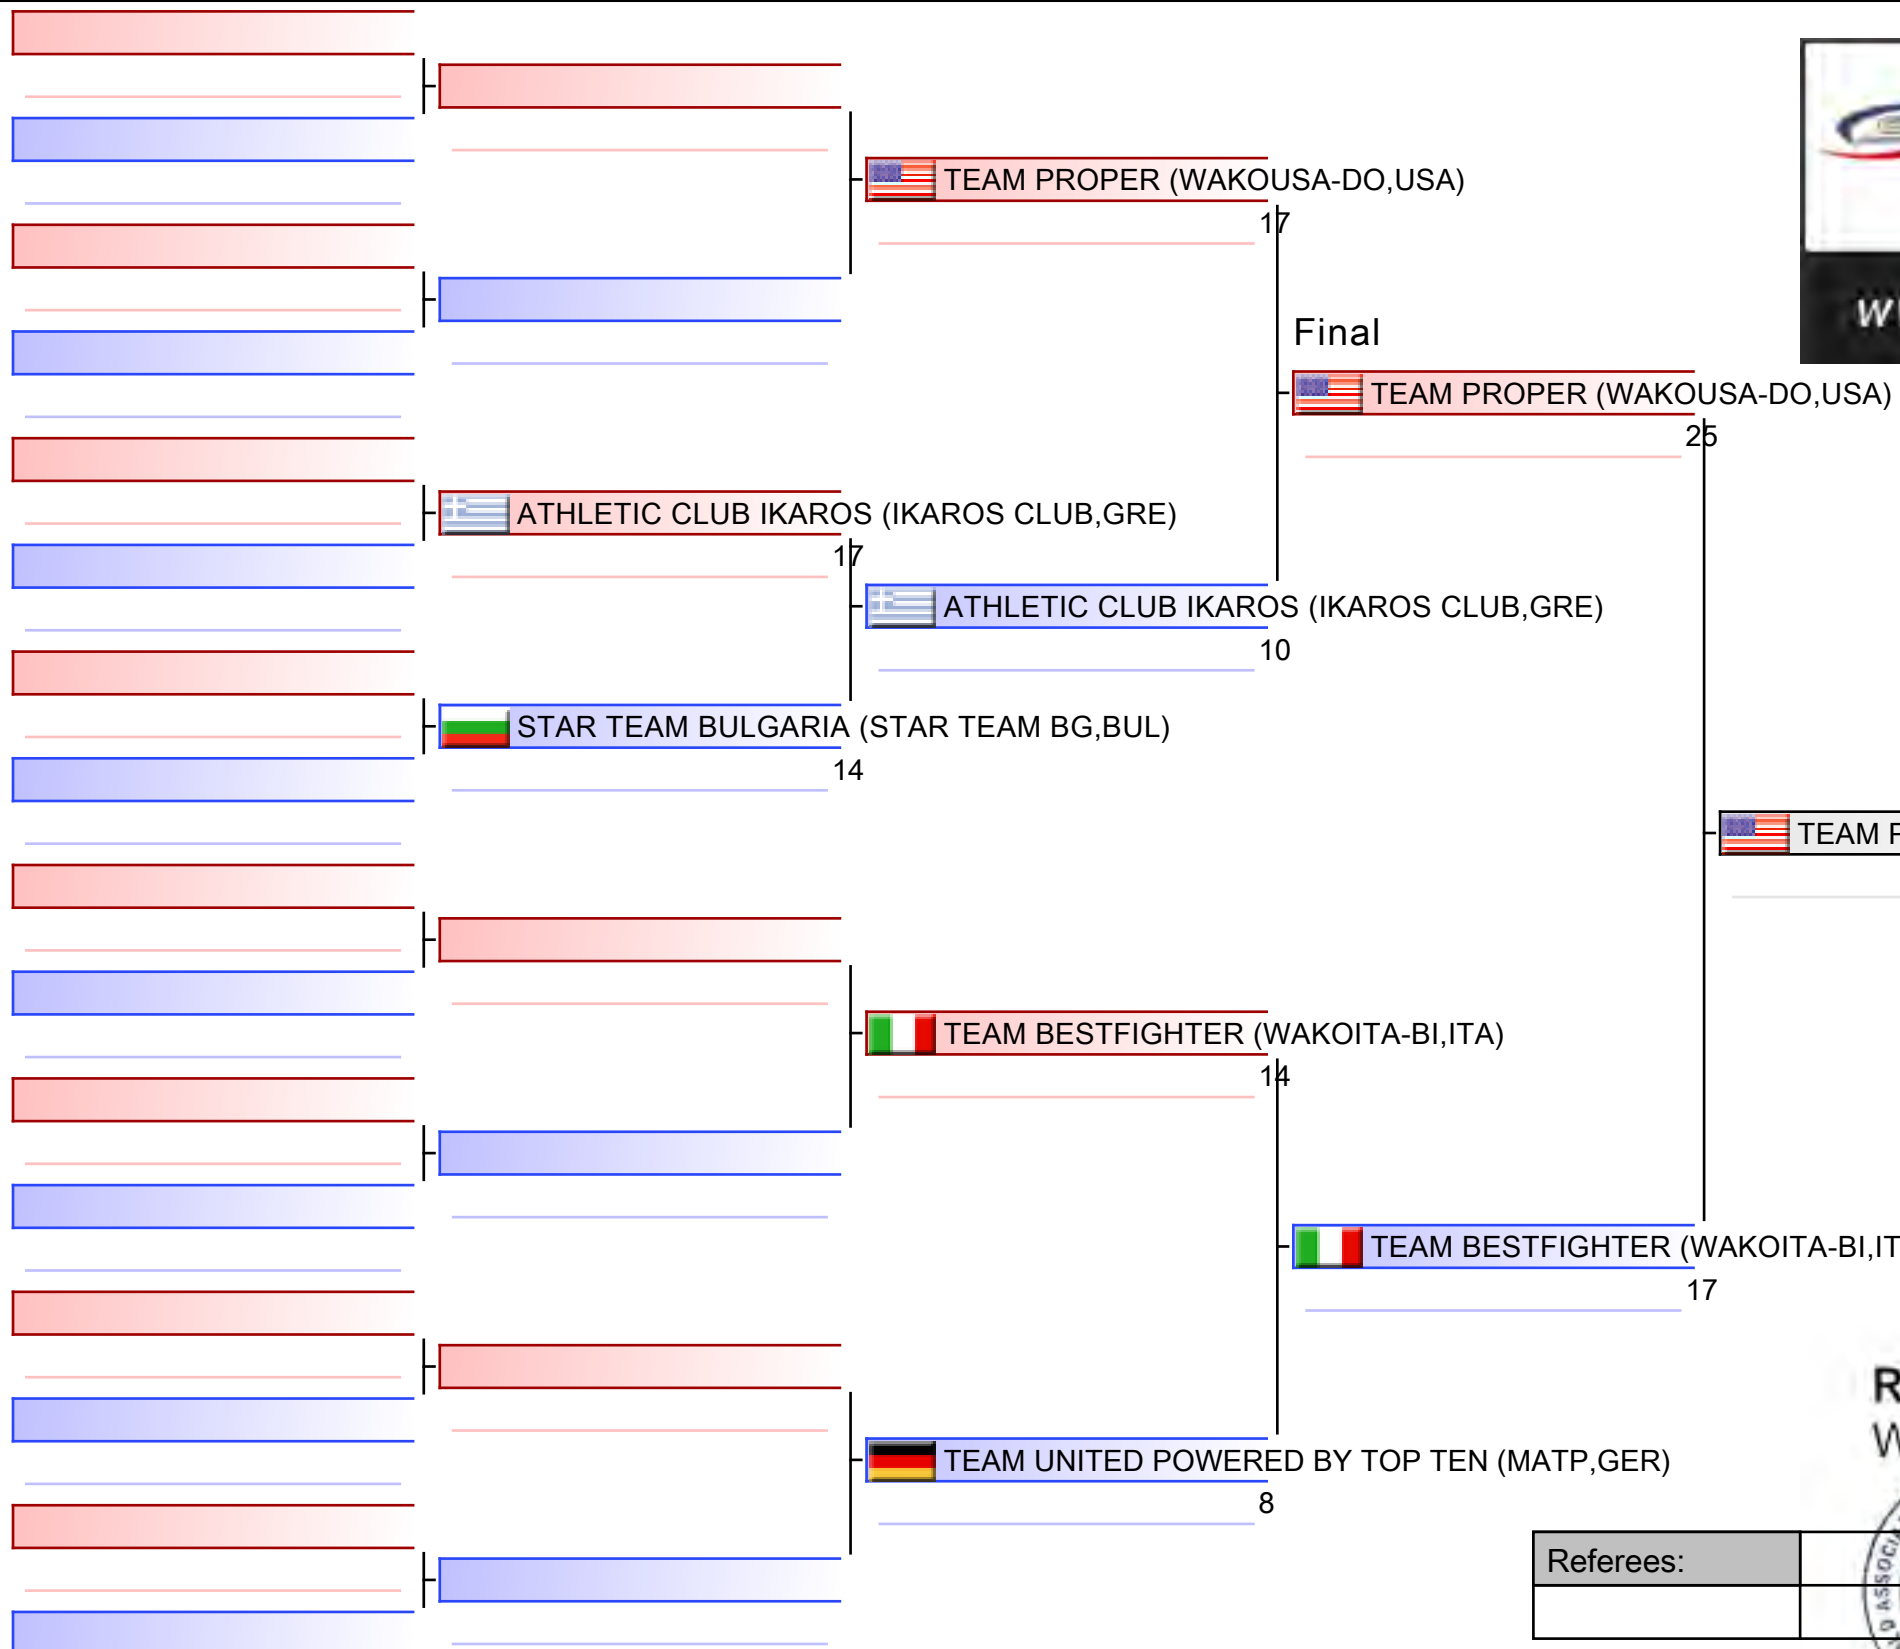 TEAM PROPER (WAKOUSA-DO,USA)
17
Final
TEAM PROPER (WAKOUSA-DO,USA)
25
ATHLETIC CLUB IKAROS (IKAROS CLUB,GRE)
17
ATHLETIC CLUB IKAROS (IKAROS CLUB,GRE)
10
STAR TEAM BULGARIA (STAR TEAM BG,BUL)
14
TEAM
TEAM BESTFIGHTER (WAKOITA-BI,ITA)
14
TEAM BESTFIGHTER (WAKOITA-BI,IT
17
TEAM UNITED POWERED BY TOP TEN (MATP,GER)
8
Referees: